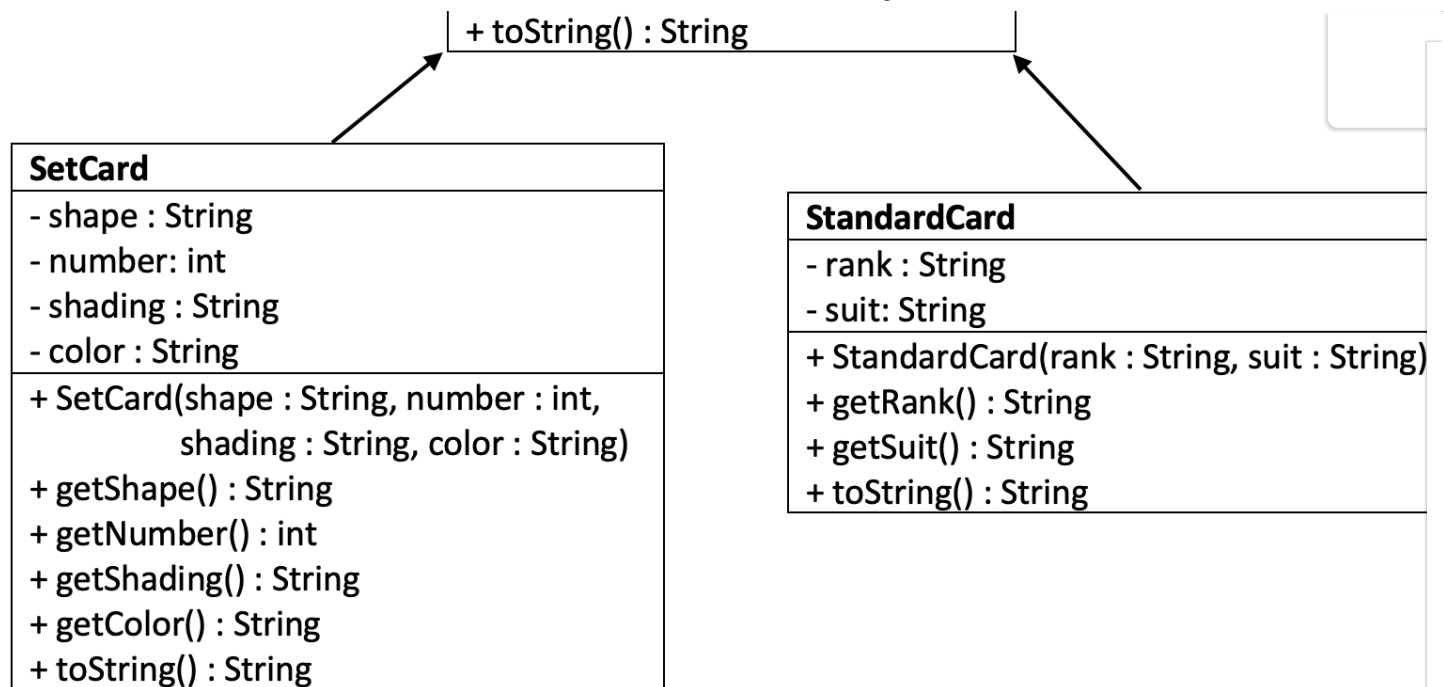 + toString() : String
SetCard
- shape : String
- number: int
- shading : String
- color : String
+ SetCard(shape : String, number : int,
shading : String, color : String)
+ getShape() : String
+ getNumber() : int
+ getShading() : String
+ getColor() : String
+ toString() : String
StandardCard
- rank : String
- suit: String
+ StandardCard(rank : String, suit : String)
+ getRank() : String
+ getSuit() : String
+ toString() : String